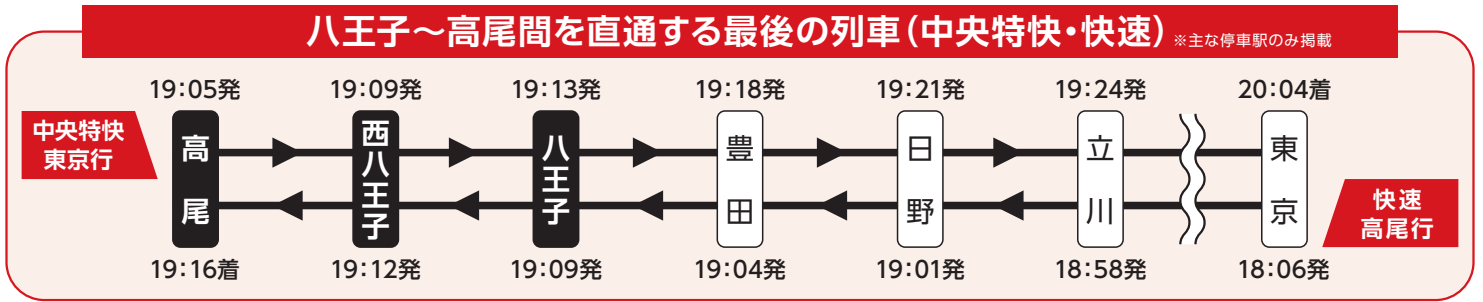 八王子～高尾間を直通する最後の列車（中央特快・快速）※主な停車駅のみ掲載
19：05発 19：09発 19：13発 19：18発 19：21発 19：24発 20：04着
中央特快
東京行
高尾 西八王子 八王子 豊田 日野 立川 東京
快速
高尾行
19：16着 19：12発 19：09発 19：04発 19：01発 18：58発 18：06発